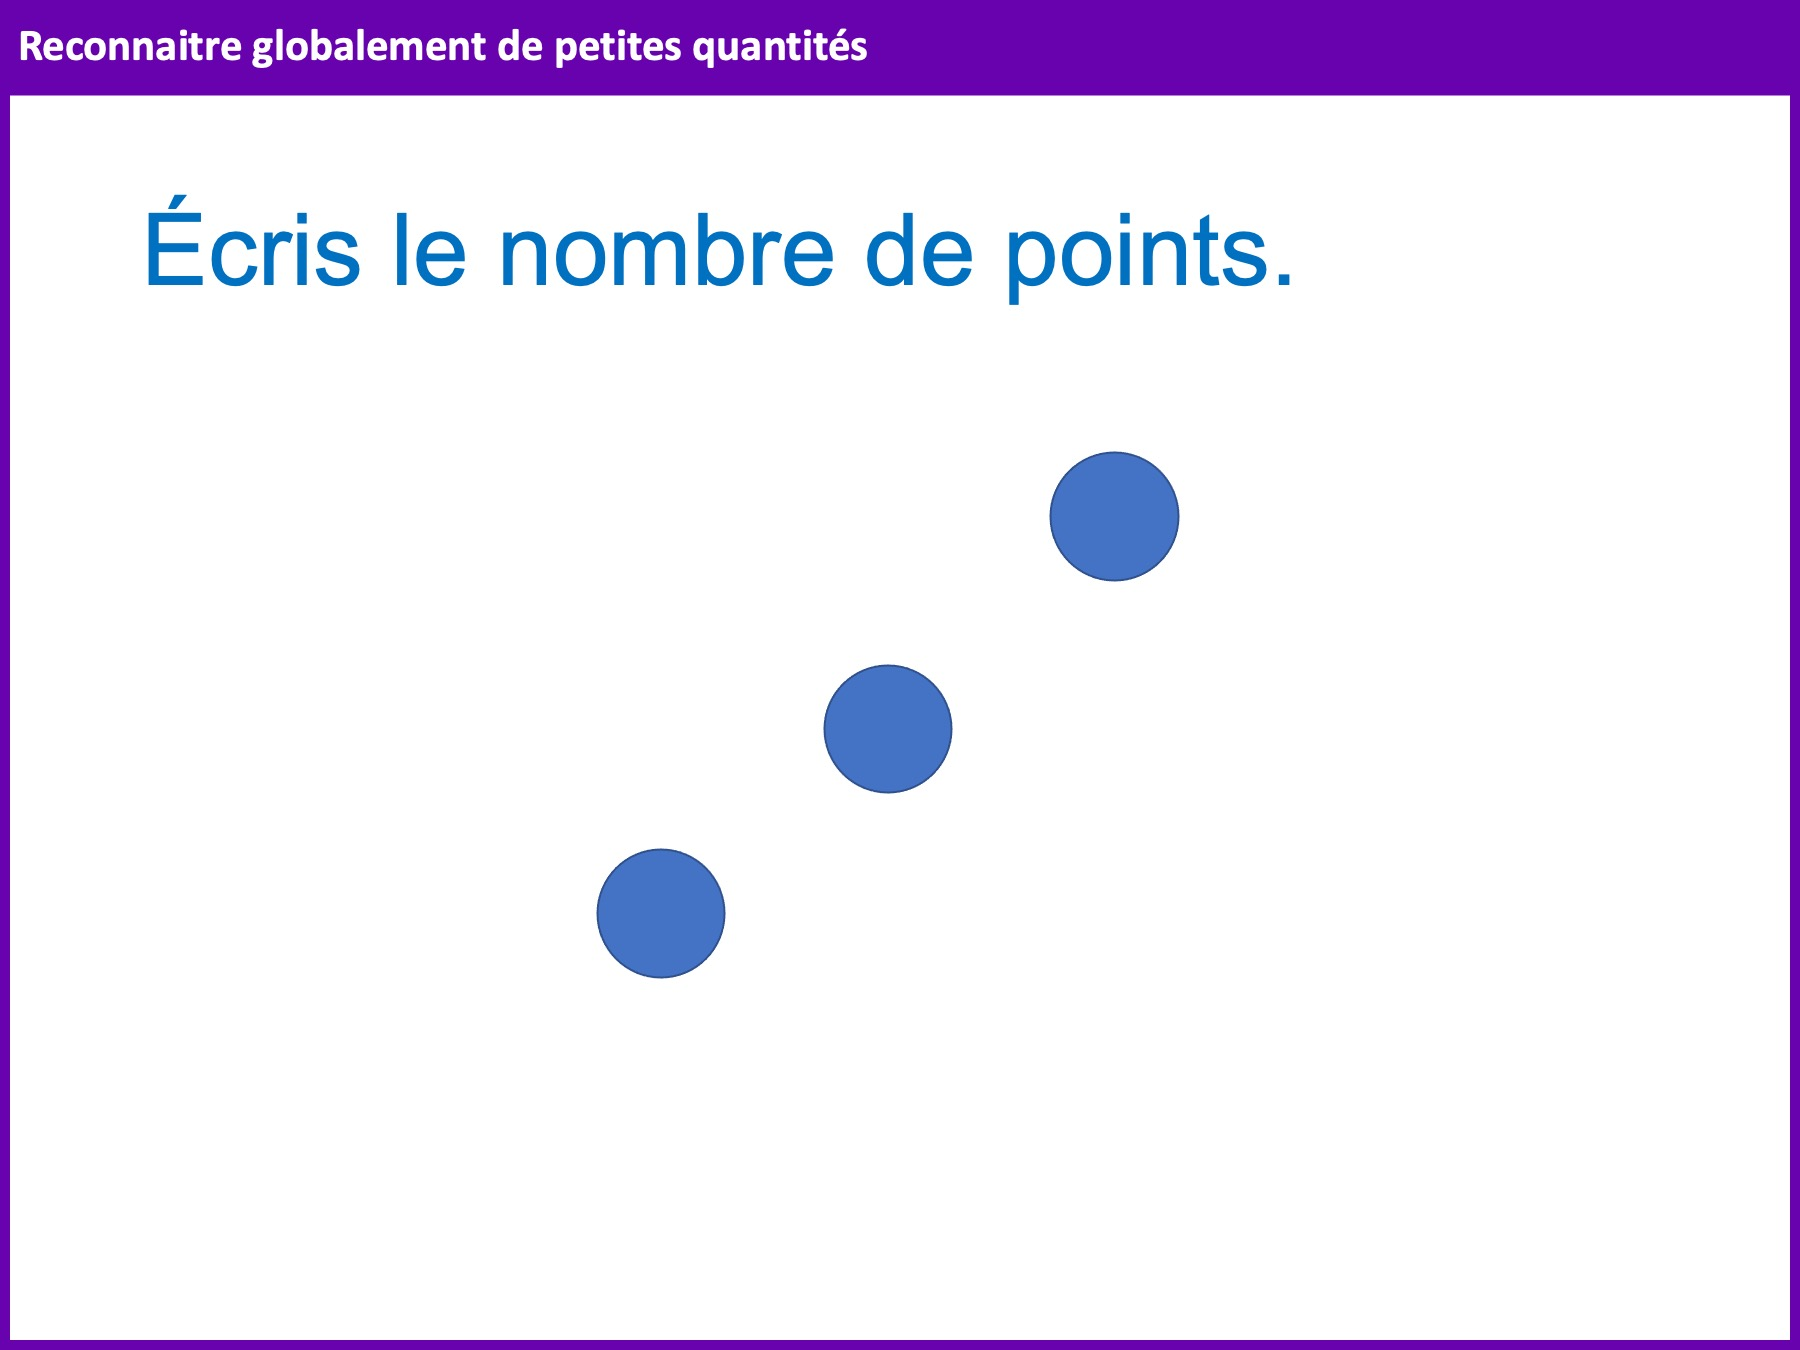 Reconnaitre globalement de petites quantités
Écris le nombre de points.